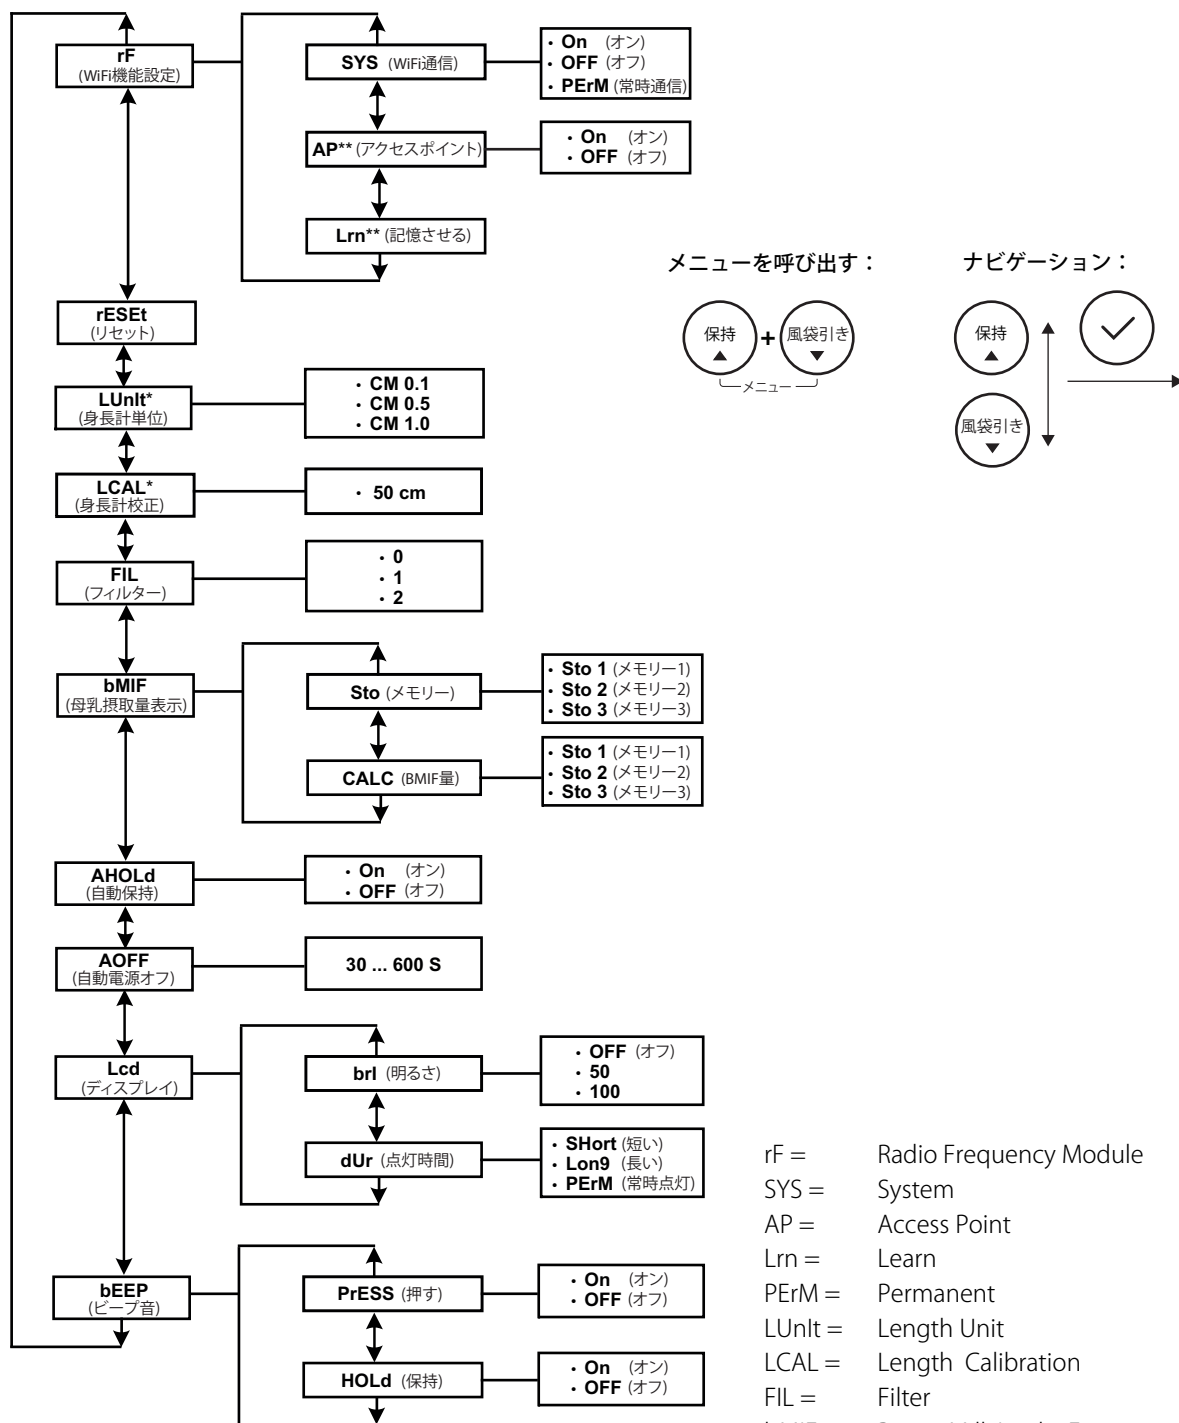 rF
(WiFi機能設定)
SYS (WiFi通信)
・ On (オン)
・ OFF (オフ)
・ PErM (常時通信)
AP** (アクセスポイント)
・ On (オン)
・ OFF (オフ)
Lrn** (記憶させる)
メニューを呼び出す：
保持
▲
+
風袋引き
▼
メニュー
ナビゲーション：
保持
▲
風袋引き
▼
rESEt
(リセット)
LUnIt*
(身長計単位)
・ CM 0.1
・ CM 0.5
・ CM 1.0
LCAL*
(身長計校正)
・ 50 cm
FIL
(フィルター)
・ 0
・ 1
・ 2
bMIF
(母乳摂取量表示)
Sto (メモリー)
・ Sto 1 (メモリー1)
・ Sto 2 (メモリー2)
・ Sto 3 (メモリー3)
CALC (BMIF量)
・ Sto 1 (メモリー1)
・ Sto 2 (メモリー2)
・ Sto 3 (メモリー3)
AHOLd
(自動保持)
・ On (オン)
・ OFF (オフ)
AOFF
(自動電源オフ)
30 ... 600 S
Lcd
(ディスプレイ)
brI (明るさ)
・ OFF (オフ)
・ 50
・ 100
dUr (点灯時間)
・ SHort (短い)
・ Lon9 (長い)
・ PErM (常時点灯)
bEEP
(ビープ音)
PrESS (押す)
・ On (オン)
・ OFF (オフ)
HOLd (保持)
・ On (オン)
・ OFF (オフ)
rF = Radio Frequency Module
SYS = System
AP = Access Point
Lrn = Learn
PErM = Permanent
LUnIt = Length Unit
LCAL = Length Calibration
FIL = Filter